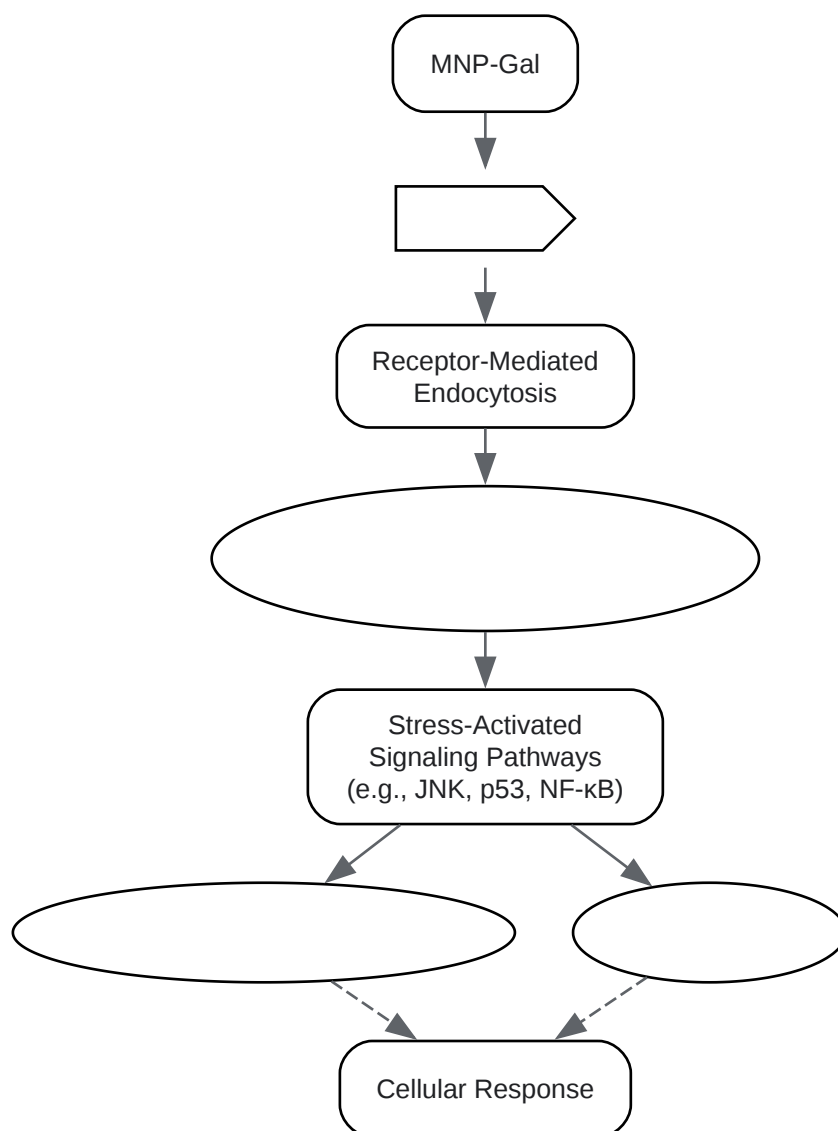 MNP-Gal
Receptor-Mediated
Endocytosis
Stress-Activated
Signaling Pathways
(e.g., JNK, p53, NF-κB)
Cellular Response